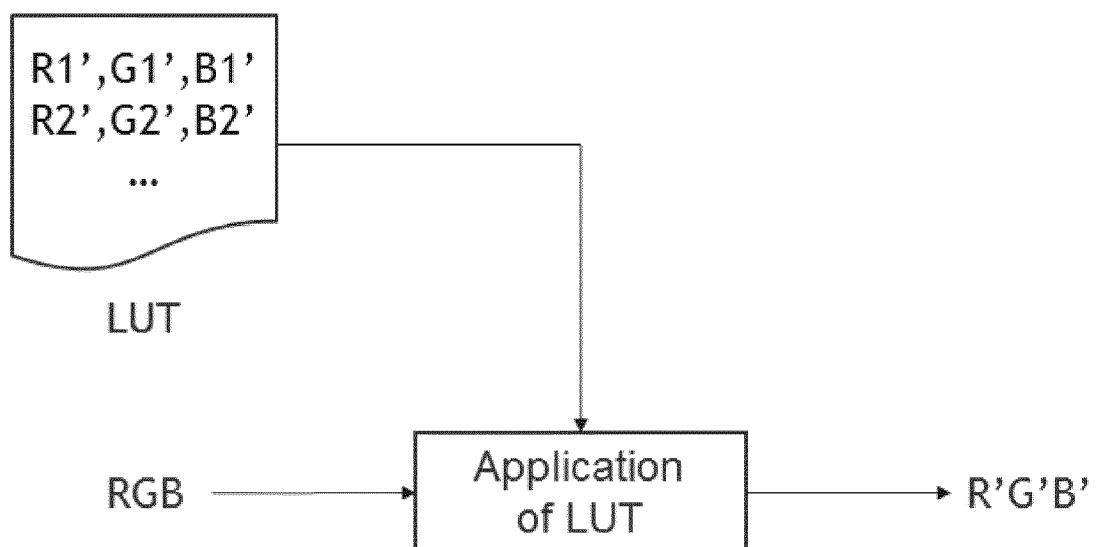 R1’,G1’,B1’
R2’,G2’,B2’
...
LUT
RGB
Application
of LUT
R’G’B'